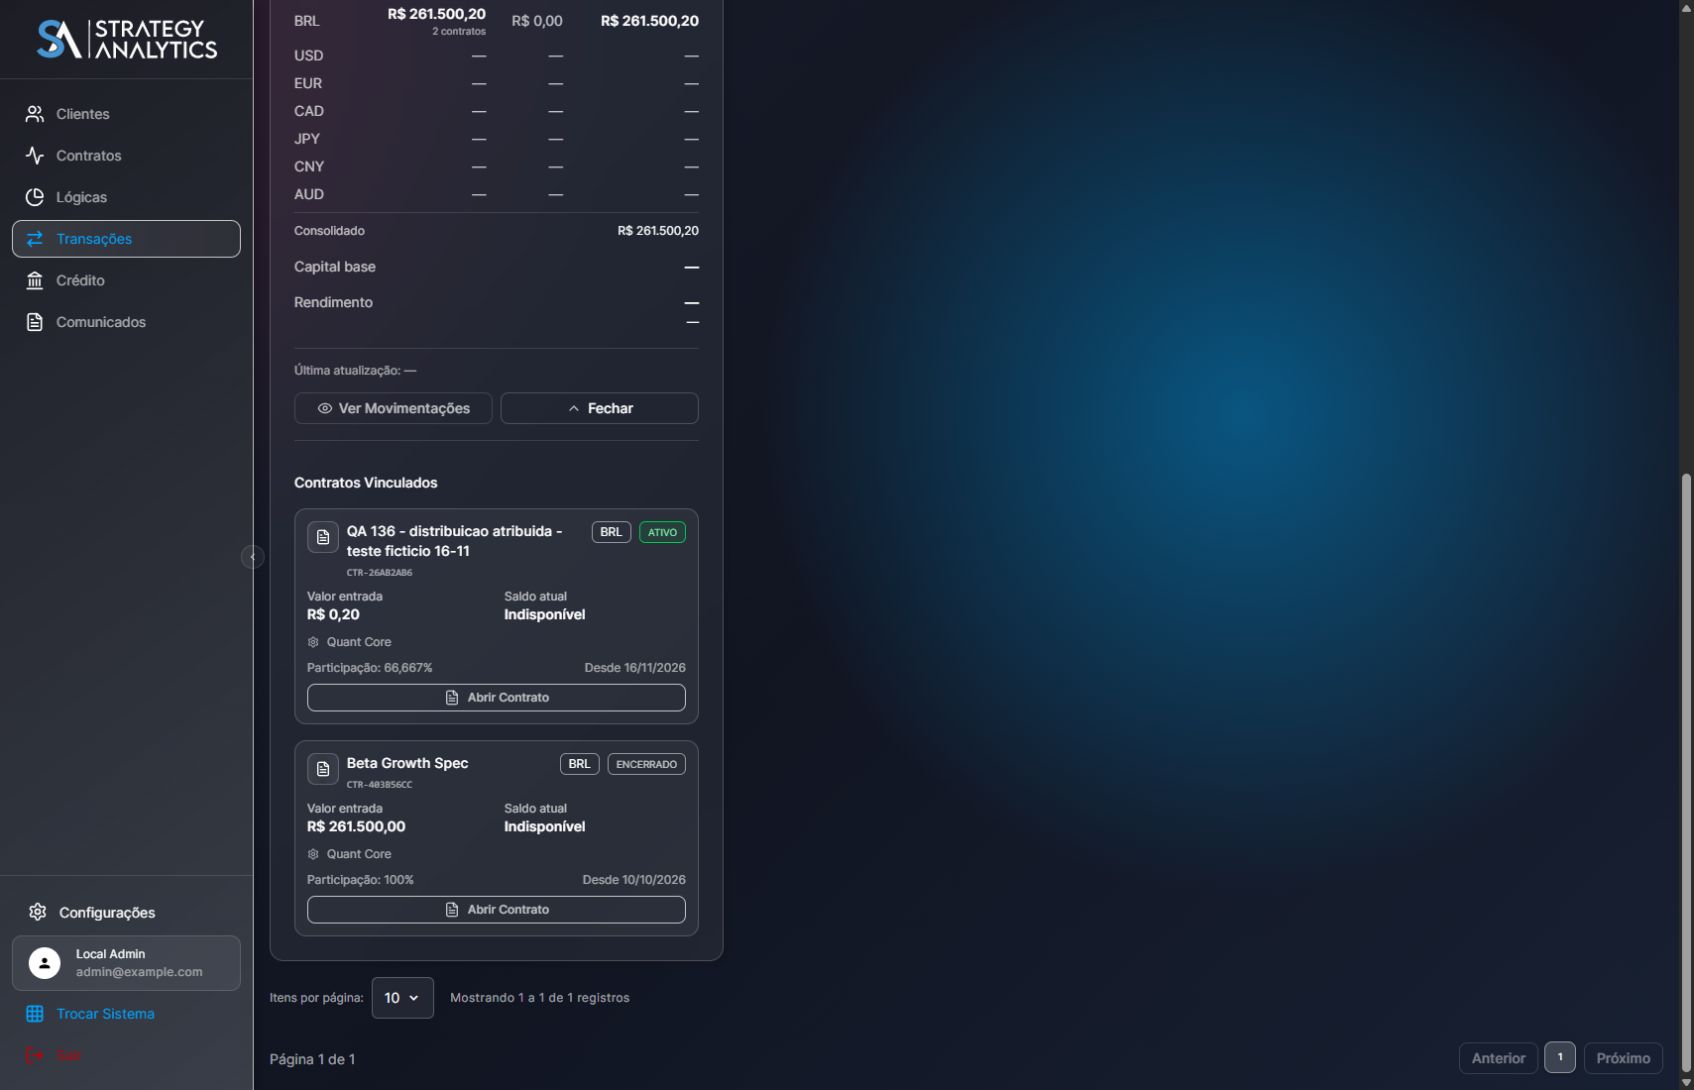 STRATEGY
ANALYTICS
Clientes
Contratos
Lógicas
Transações
Crédito
Comunicados
Configurações
Local Admin
admin@example.com
Trocar Sistema
Sair
BRL R$ 261.500,20 R$ 0,00 R$ 261.500,20
2 contratos
USD — — —
EUR — — —
CAD — — —
JPY — — —
CNY — — —
AUD — — —
Consolidado R$ 261.500,20
Capital base —
Rendimento —
—
Última atualização: —
Ver Movimentações Fechar
Contratos Vinculados
QA 136 - distribuicao atribuida - BRL ATIVO
teste ficticio 16-11
CTR-26AB2AB6
Valor entrada Saldo atual
R$ 0,20 Indisponível
Quant Core
Participação: 66,667% Desde 16/11/2026
Abrir Contrato
Beta Growth Spec BRL ENCERRADO
CTR-403B56CC
Valor entrada Saldo atual
R$ 261.500,00 Indisponível
Quant Core
Participação: 100% Desde 10/10/2026
Abrir Contrato
Itens por página: 10 Mostrando 1 a 1 de 1 registros
Página 1 de 1 Anterior 1 Próximo